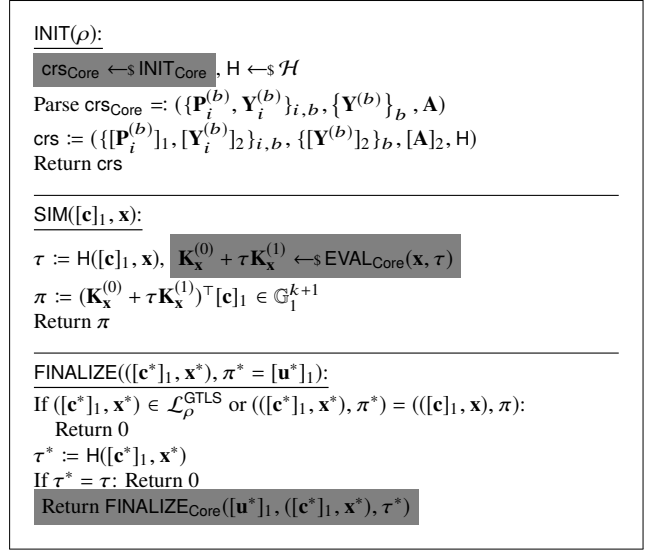 INIT(ρ):
crs_Core ←$ INIT_Core , H ←$ ℋ
Parse crs_Core =: ({P_i^(b), Y_i^(b)}_{i,b}, {Y^(b)}_b , A)
crs := ({[P_i^(b)]_1, [Y_i^(b)]_2}_{i,b}, {[Y^(b)]_2}_b, [A]_2, H)
Return crs
SIM([c]_1, x):
τ := H([c]_1, x), K_x^(0) + τK_x^(1) ←$ EVAL_Core(x, τ)
π := (K_x^(0) + τK_x^(1))^⊤[c]_1 ∈ 𝔾_1^{k+1}
Return π
FINALIZE(([c*]_1, x*), π* = [u*]_1):
If ([c*]_1, x*) ∈ ℒ_ρ^GTLS or (([c*]_1, x*), π*) = (([c]_1, x), π):
Return 0
τ* := H([c*]_1, x*)
If τ* = τ: Return 0
Return FINALIZE_Core([u*]_1, ([c*]_1, x*), τ*)